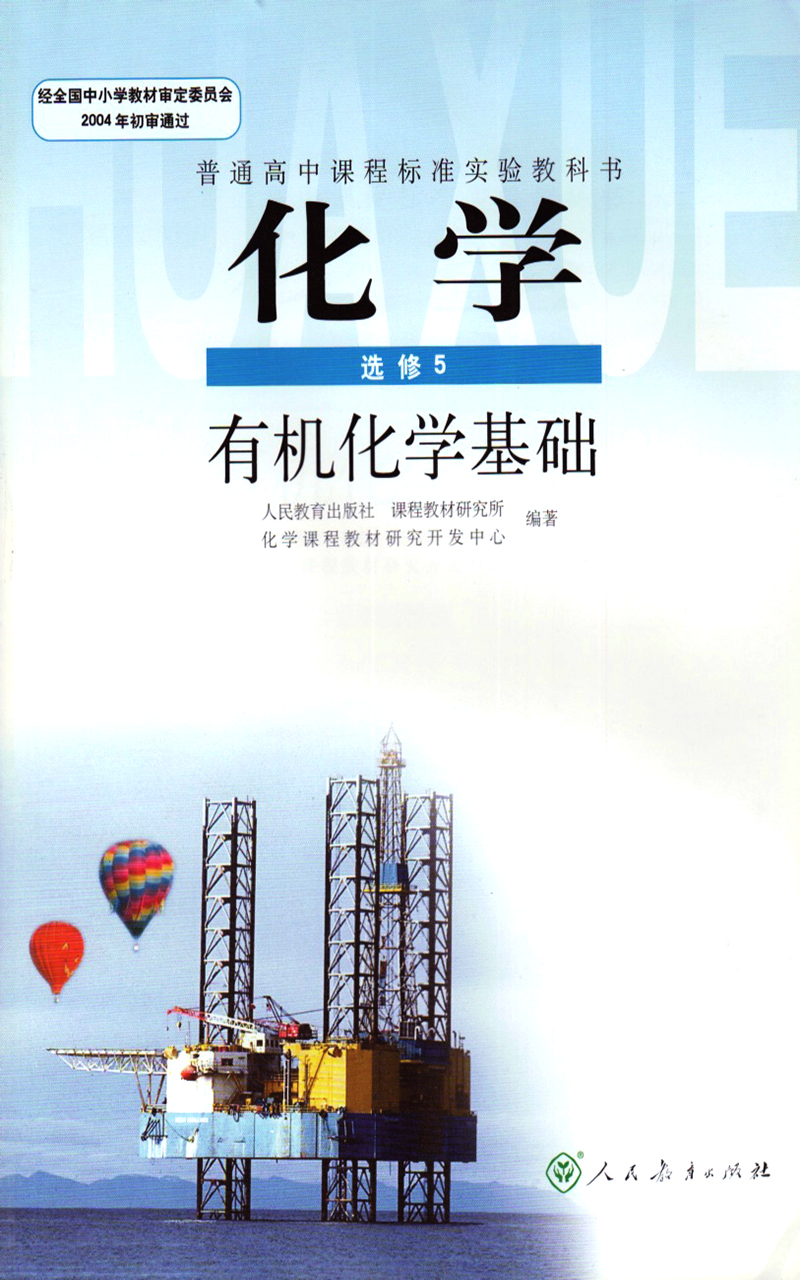 经全国中小学教材审定委员会
2004年初审通过
HUAXUE
普通高中课程标准实验教科书
化学
选修5
有机化学基础
人民教育出版社 课程教材研究所
化学课程教材研究开发中心
编著
®
人民教育出版社